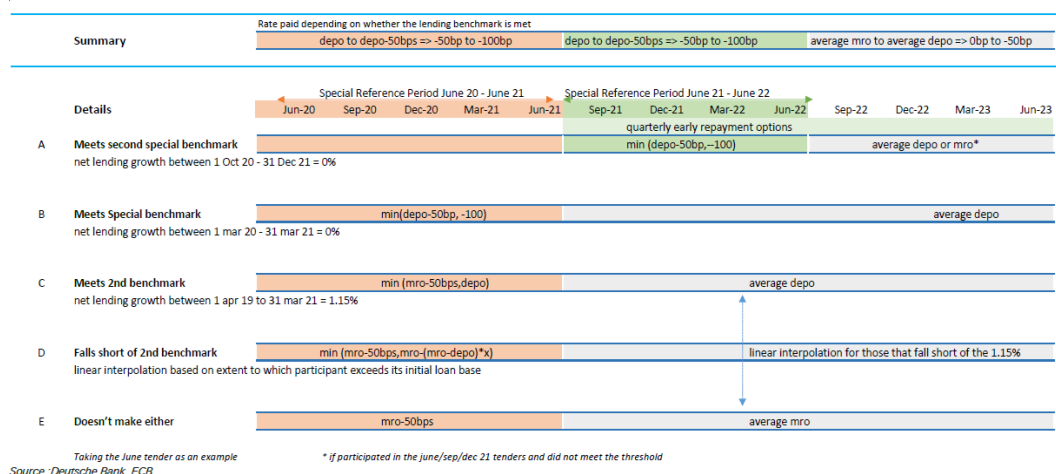 Rate paid depending on whether the lending benchmark is met
Summary depo to depo-50bps => -50bp to -100bp depo to depo-50bps => -50bp to -100bp average mro to average depo => 0bp to -50bp
Special Reference Period June 20 - June 21 Special Reference Period June 21 - June 22
Details Jun-20 Sep-20 Dec-20 Mar-21 Jun-21 Sep-21 Dec-21 Mar-22 Jun-22 Sep-22 Dec-22 Mar-23 Jun-23
quarterly early repayment options
A Meets second special benchmark min (depo-50bp,--100) average depo or mro*
net lending growth between 1 Oct 20 - 31 Dec 21 = 0%
B Meets Special benchmark min(depo-50bp, -100) average depo
net lending growth between 1 mar 20 - 31 mar 21 = 0%
C Meets 2nd benchmark min (mro-50bps,depo) average depo
net lending growth between 1 apr 19 to 31 mar 21 = 1.15%
D Falls short of 2nd benchmark min (mro-50bps,mro-(mro-depo)*x) linear interpolation for those that fall short of the 1.15%
linear interpolation based on extent to which participant exceeds its initial loan base
E Doesn't make either mro-50bps average mro
Taking the June tender as an example * if participated in the june/sep/dec 21 tenders and did not meet the threshold
Source :Deutsche Bank, ECB